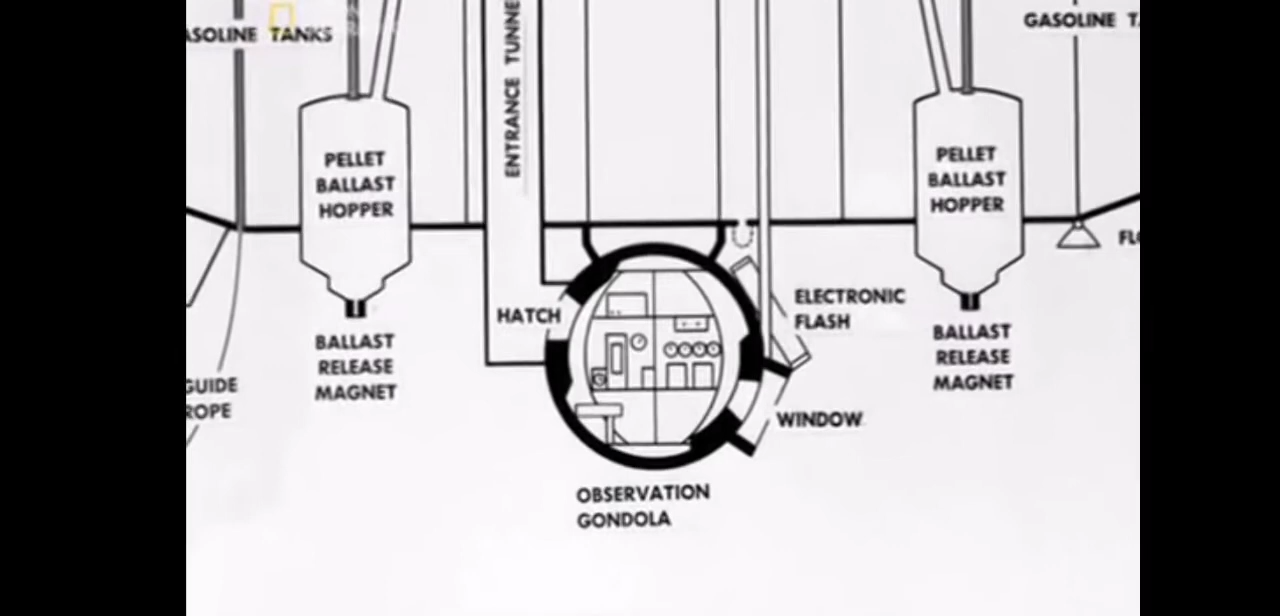 ASOLINE TANKS
GASOLINE T
ENTRANCE TUNNE
PELLET
BALLAST
HOPPER
PELLET
BALLAST
HOPPER
HATCH
ELECTRONIC
FLASH
BALLAST
RELEASE
MAGNET
BALLAST
RELEASE
MAGNET
GUIDE
ROPE
WINDOW
OBSERVATION
GONDOLA